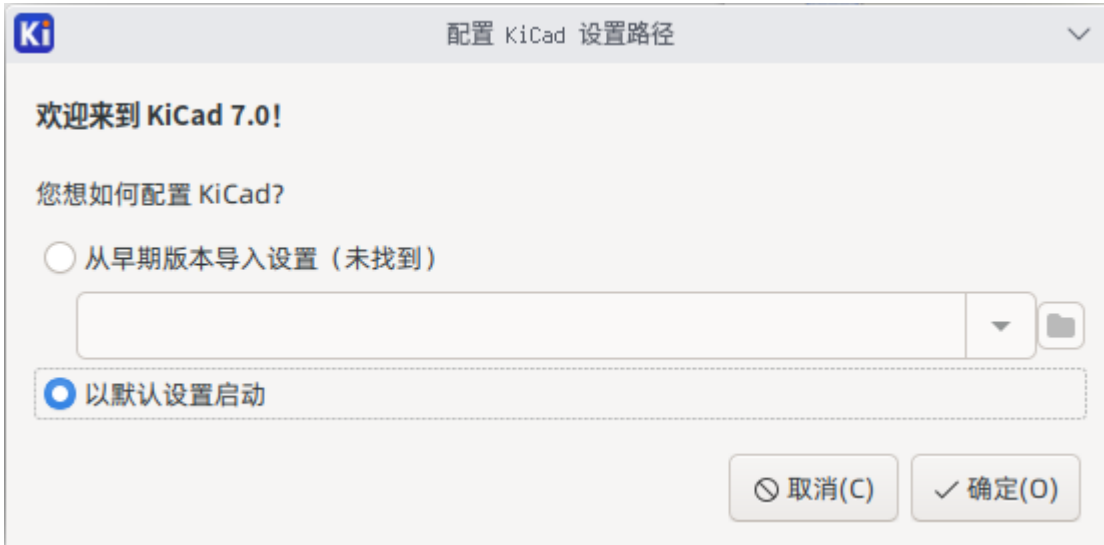 Ki
配置 KiCad 设置路径
欢迎来到 KiCad 7.0！
您想如何配置 KiCad?
从早期版本导入设置（未找到）
以默认设置启动
取消(C)
确定(O)